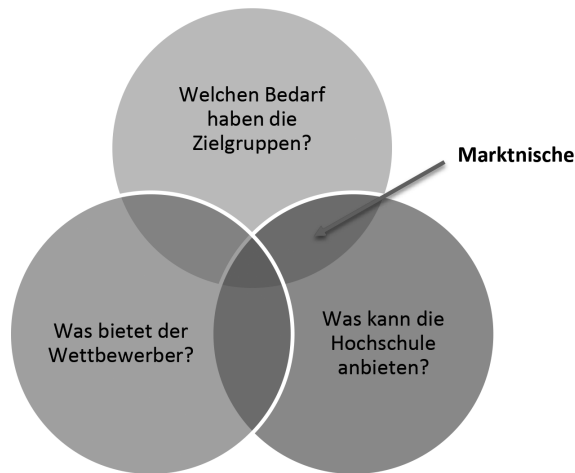 Welchen Bedarf
haben die
Zielgruppen?
Marktnische
Was bietet der
Wettbewerber?
Was kann die
Hochschule
anbieten?